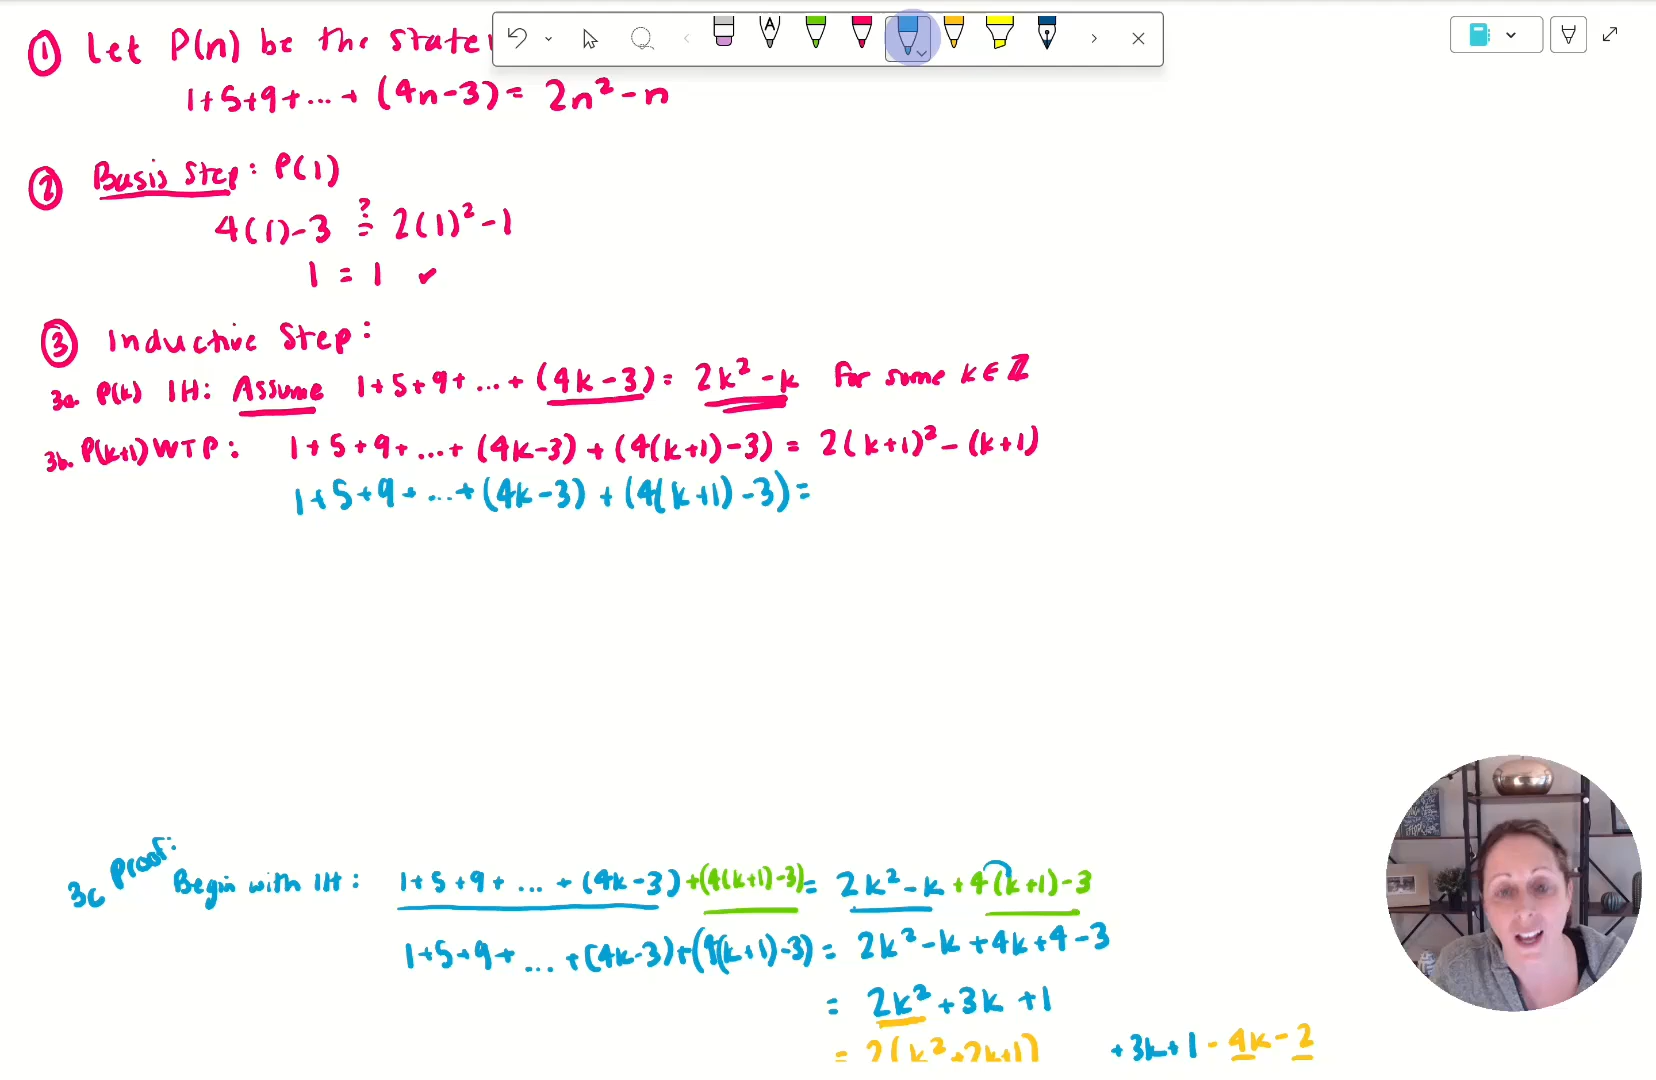 ① Let P(n) be the state
1+5+9+...+ (4n-3) = 2n² - n
② Basis Step: P(1)
4(1)-3 ≟ 2(1)² - 1
1 = 1 ✓
③ Inductive Step:
3a. P(k) IH: Assume 1+5+9+ ... + (4k-3) = 2k² - k for some k ∈ ℤ
3b. P(k+1) WTP: 1+5+9+ ... + (4k-3) + (4(k+1)-3) = 2(k+1)² - (k+1)
1+5+9+ ... + (4k-3) + (4(k+1)-3) =
3c Proof:
Begin with IH: 1+5+9+ ... + (4k-3) + (4(k+1)-3) = 2k² - k + 4(k+1)-3
1+5+9+ ... + (4k-3) + (4(k+1)-3) = 2k² - k + 4k + 4 - 3
= 2k² + 3k + 1
= 2(k² + 2k + 1) + 3k + 1 - 4k - 2